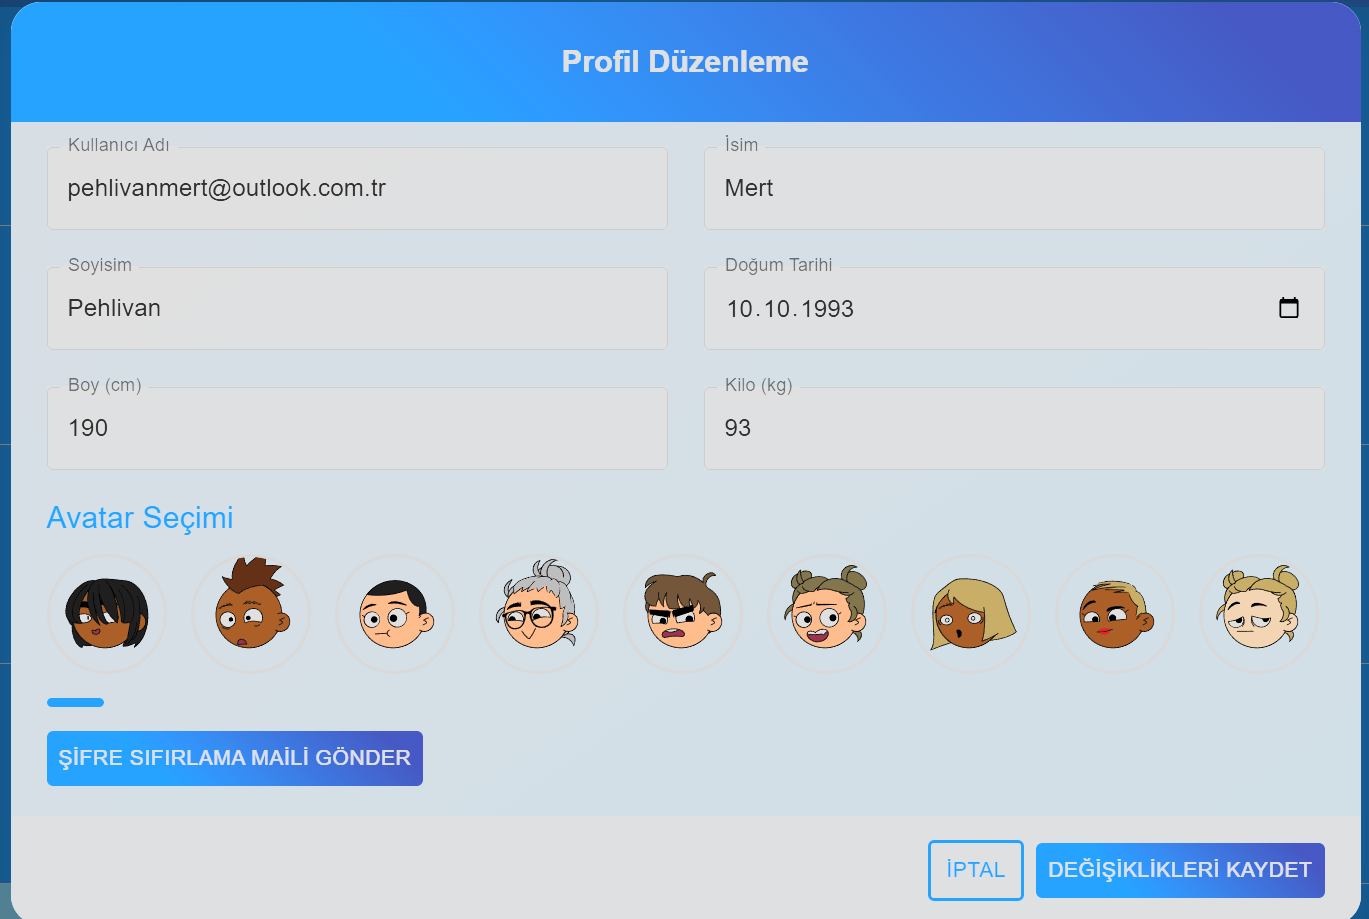 Profil Düzenleme
Kullanıcı Adı
pehlivanmert@outlook.com.tr
İsim
Mert
Soyisim
Pehlivan
Doğum Tarihi
10.10.1993
Boy (cm)
190
Kilo (kg)
93
Avatar Seçimi
ŞİFRE SIFIRLAMA MAİLİ GÖNDER
İPTAL
DEĞİŞİKLİKLERİ KAYDET